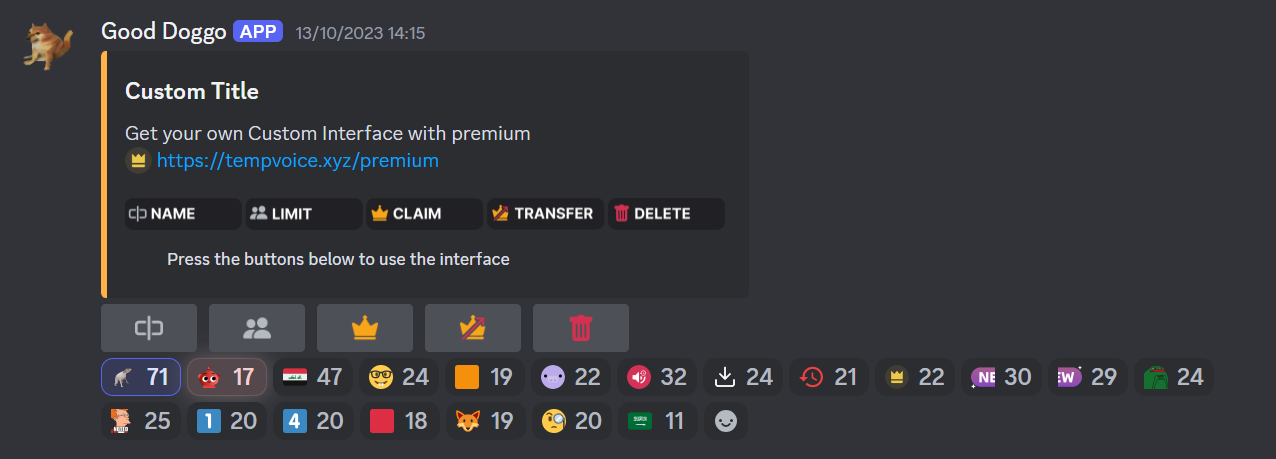 Good Doggo APP 13/10/2023 14:15
Custom Title
Get your own Custom Interface with premium
https://tempvoice.xyz/premium
NAME LIMIT CLAIM TRANSFER DELETE
Press the buttons below to use the interface
71 17 47 24 19 22 32 24 21 22 NE 30 EW 29 24
25 1 20 4 20 18 19 20 11